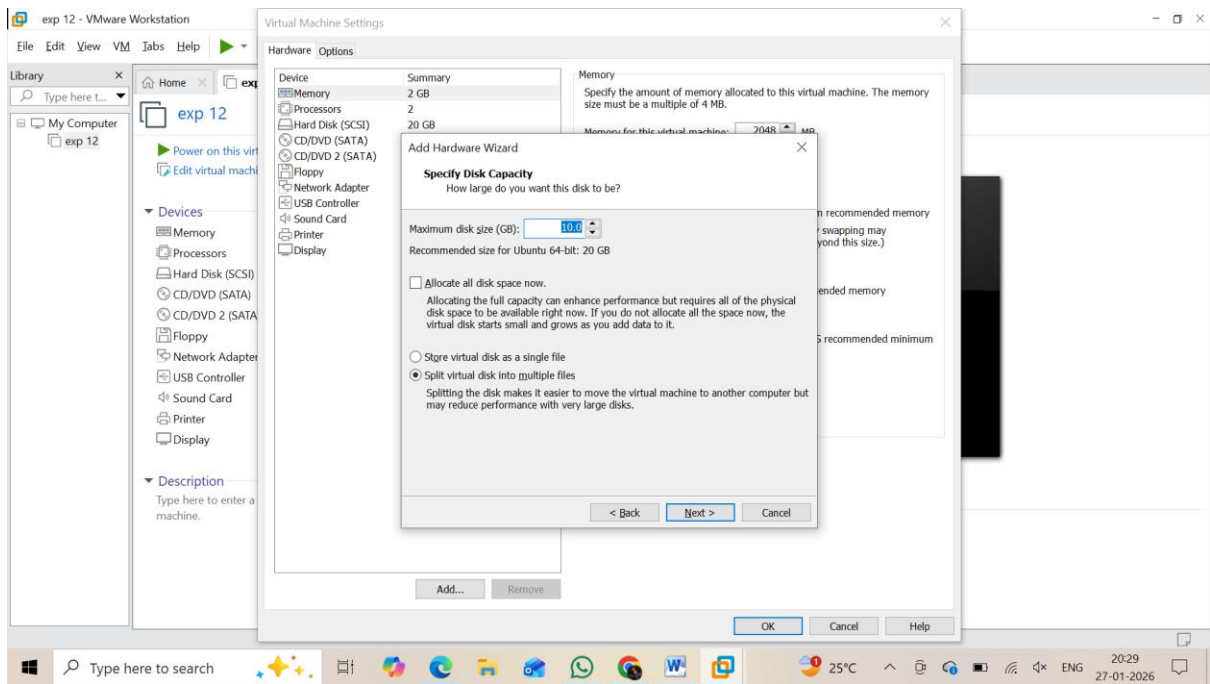 exp 12 - VMware Workstation
File Edit View VM Tabs Help
Library
Type here t...
My Computer
exp 12
Home
exp
exp 12
Power on this virt
Edit virtual machi
Devices
Memory
Processors
Hard Disk (SCSI)
CD/DVD (SATA)
CD/DVD 2 (SATA
Floppy
Network Adapter
USB Controller
Sound Card
Printer
Display
Description
Type here to enter a
machine.
Virtual Machine Settings
Hardware Options
Device Summary
Memory 2 GB
Processors 2
Hard Disk (SCSI) 20 GB
CD/DVD (SATA)
CD/DVD 2 (SATA)
Floppy
Network Adapter
USB Controller
Sound Card
Printer
Display
Add... Remove
Memory
Specify the amount of memory allocated to this virtual machine. The memory
size must be a multiple of 4 MB.
Memory for this virtual machine: 2048 MB
n recommended memory
swapping may
yond this size.)
ended memory
recommended minimum
Add Hardware Wizard
Specify Disk Capacity
How large do you want this disk to be?
Maximum disk size (GB): 10.0
Recommended size for Ubuntu 64-bit: 20 GB
Allocate all disk space now.
Allocating the full capacity can enhance performance but requires all of the physical
disk space to be available right now. If you do not allocate all the space now, the
virtual disk starts small and grows as you add data to it.
Store virtual disk as a single file
Split virtual disk into multiple files
Splitting the disk makes it easier to move the virtual machine to another computer but
may reduce performance with very large disks.
< Back Next > Cancel
OK Cancel Help
Type here to search
25°C
ENG
20:29
27-01-2026